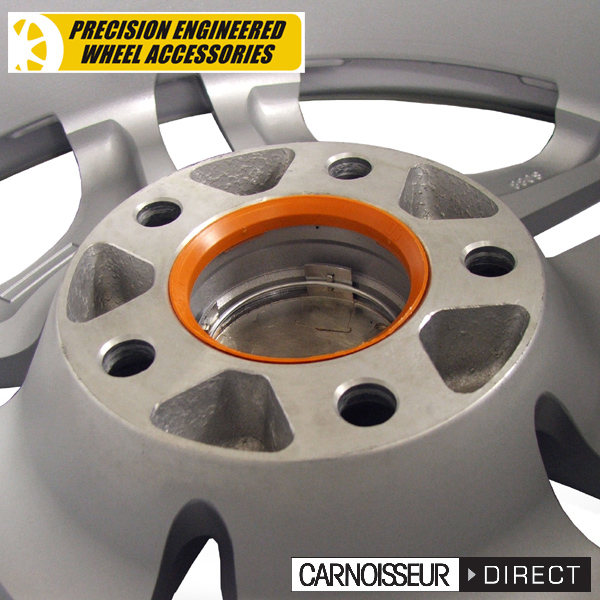 PRECISION ENGINEERED
WHEEL ACCESSORIES
CARNOISSEUR DIRECT